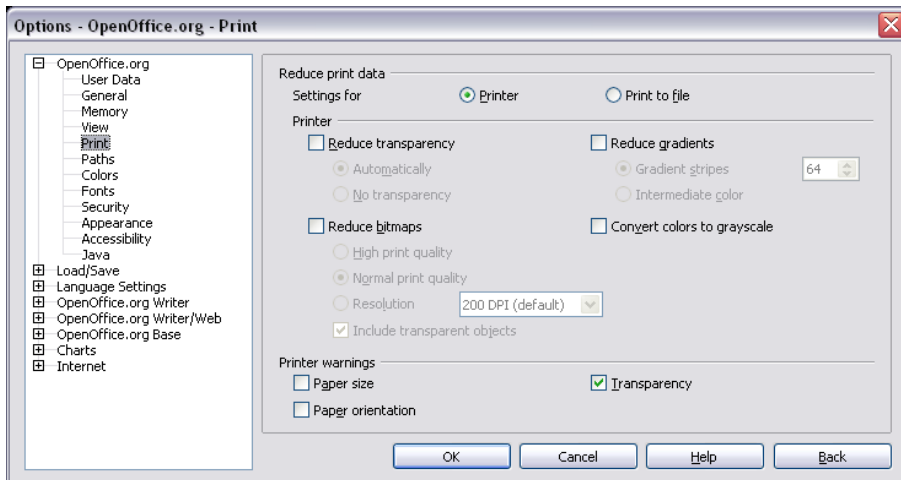 Options - OpenOffice.org - Print
OpenOffice.org
User Data
General
Memory
View
Print
Paths
Colors
Fonts
Security
Appearance
Accessibility
Java
Load/Save
Language Settings
OpenOffice.org Writer
OpenOffice.org Writer/Web
OpenOffice.org Base
Charts
Internet
Reduce print data
Settings for Printer Print to file
Printer
Reduce transparency Reduce gradients
Automatically Gradient stripes 64
No transparency Intermediate color
Reduce bitmaps Convert colors to grayscale
High print quality
Normal print quality
Resolution 200 DPI (default)
Include transparent objects
Printer warnings
Paper size Transparency
Paper orientation
OK Cancel Help Back